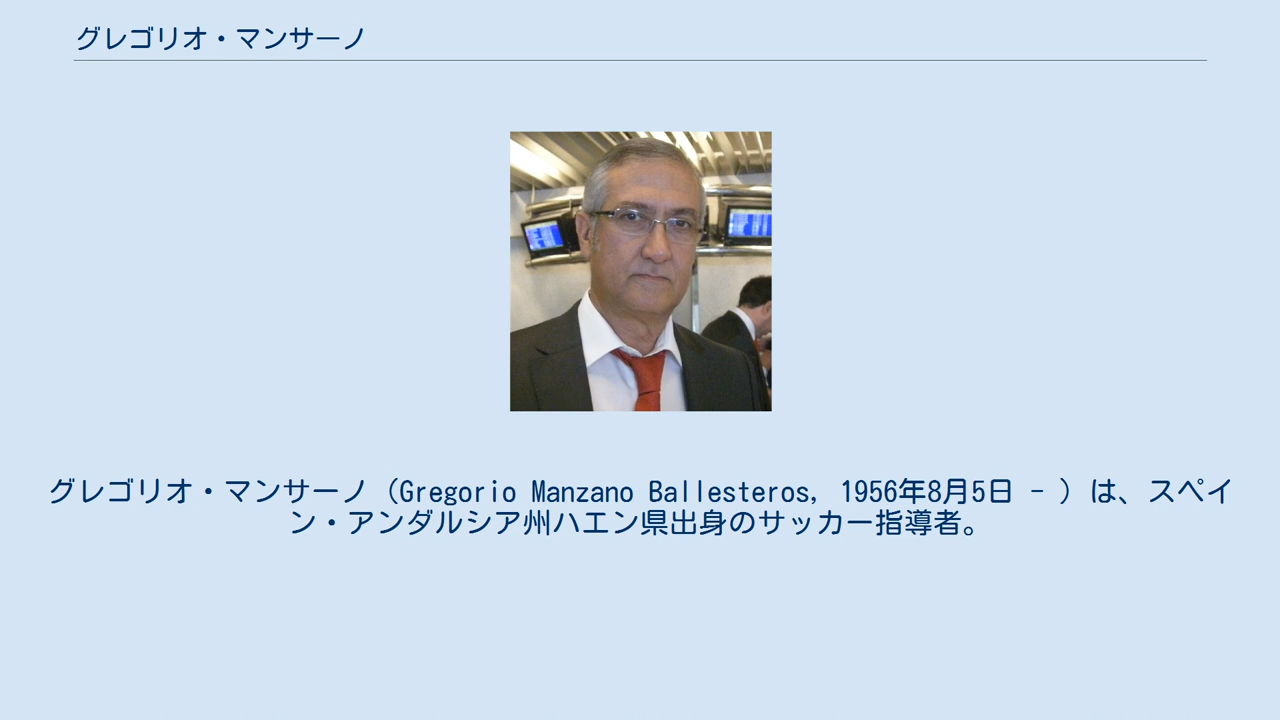 グレゴリオ・マンサーノ
グレゴリオ・マンサーノ（Gregorio Manzano Ballesteros, 1956年8月5日 - ）は、スペイ
ン・アンダルシア州ハエン県出身のサッカー指導者。